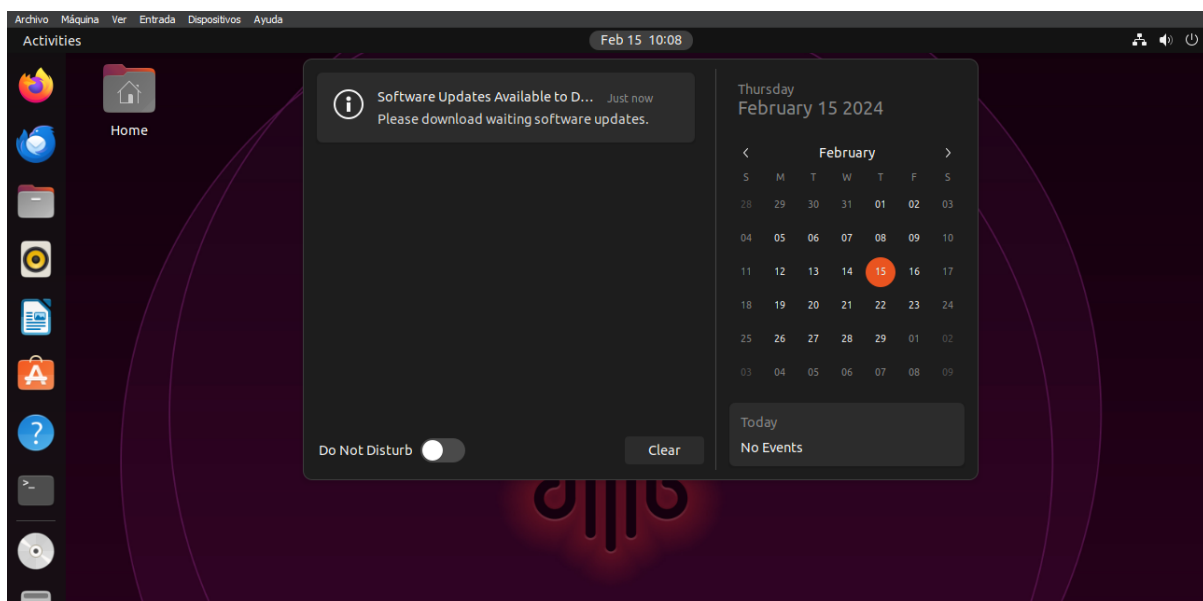 Archivo Máquina Ver Entrada Dispositivos Ayuda
Activities
Feb 15 10:08
Home
Software Updates Available to D... Just now
Please download waiting software updates.
Do Not Disturb
Clear
Thursday
February 15 2024
February
S M T W T F S
28 29 30 31 01 02 03
04 05 06 07 08 09 10
11 12 13 14 15 16 17
18 19 20 21 22 23 24
25 26 27 28 29 01 02
03 04 05 06 07 08 09
Today
No Events